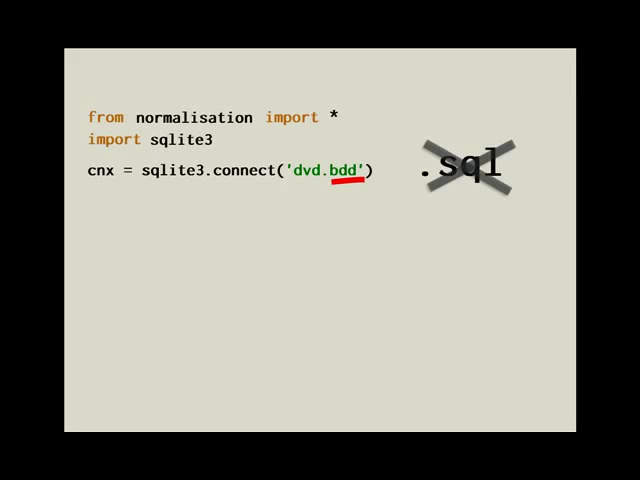 from normalisation import *
import sqlite3
cnx = sqlite3.connect('dvd.bdd')
.sql